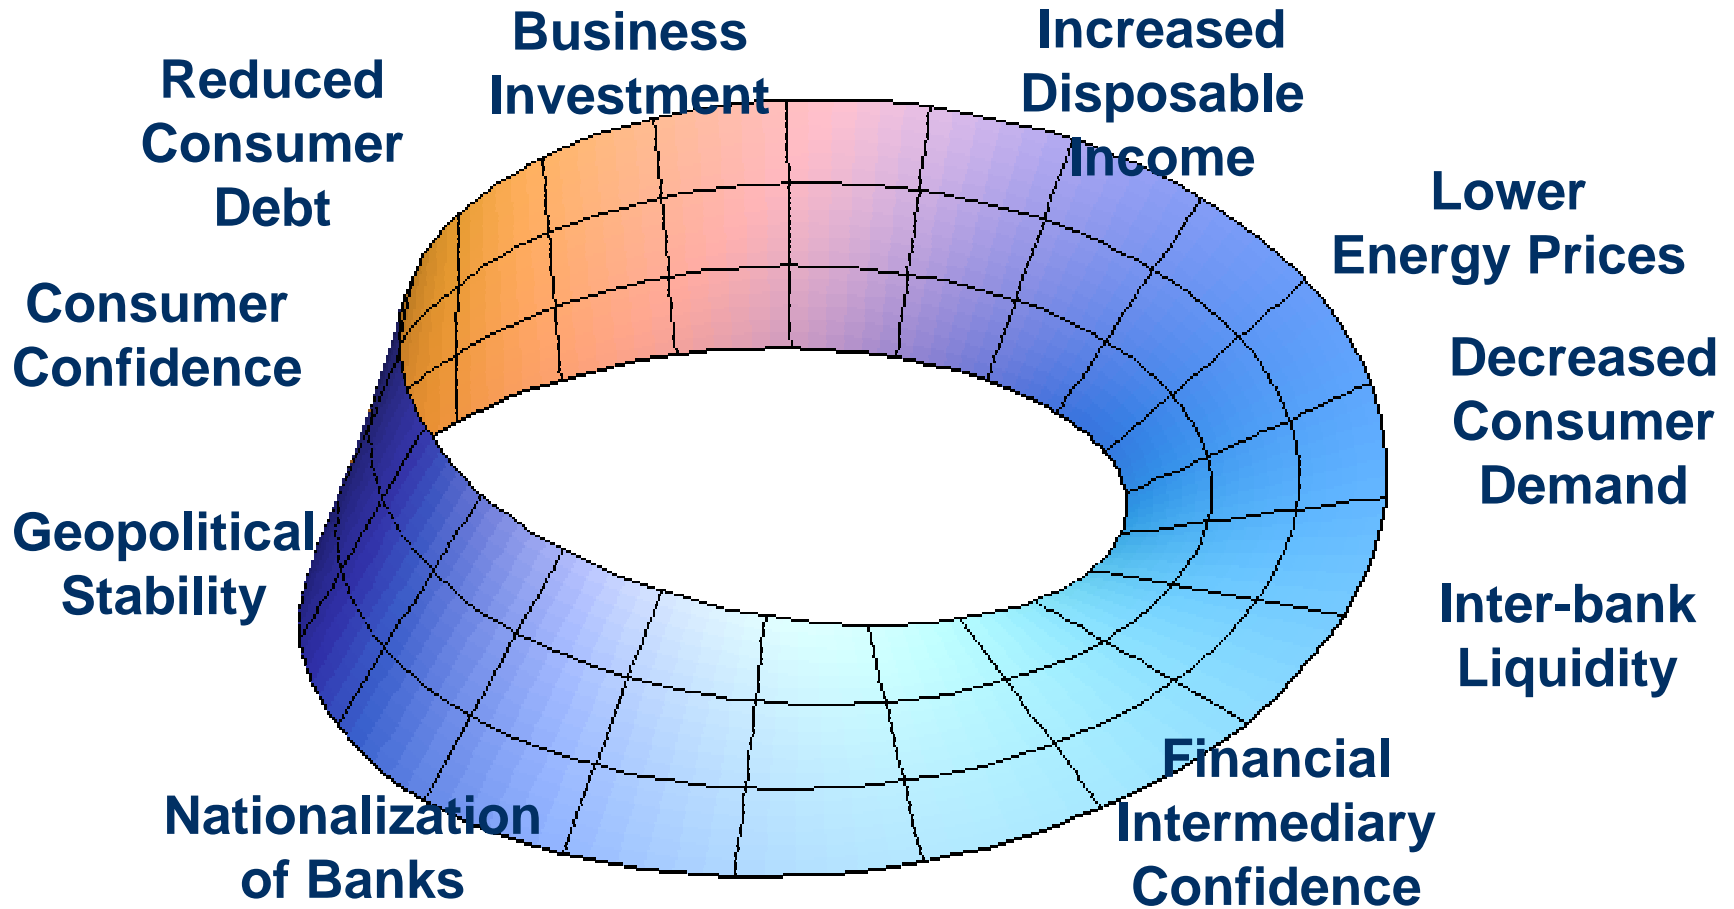 Business
Investment
Increased
Disposable
Income
Reduced
Consumer
Debt
Lower
Energy Prices
Consumer
Confidence
Decreased
Consumer
Demand
Geopolitical
Stability
Inter-bank
Liquidity
Financial
Intermediary
Confidence
Nationalization
of Banks